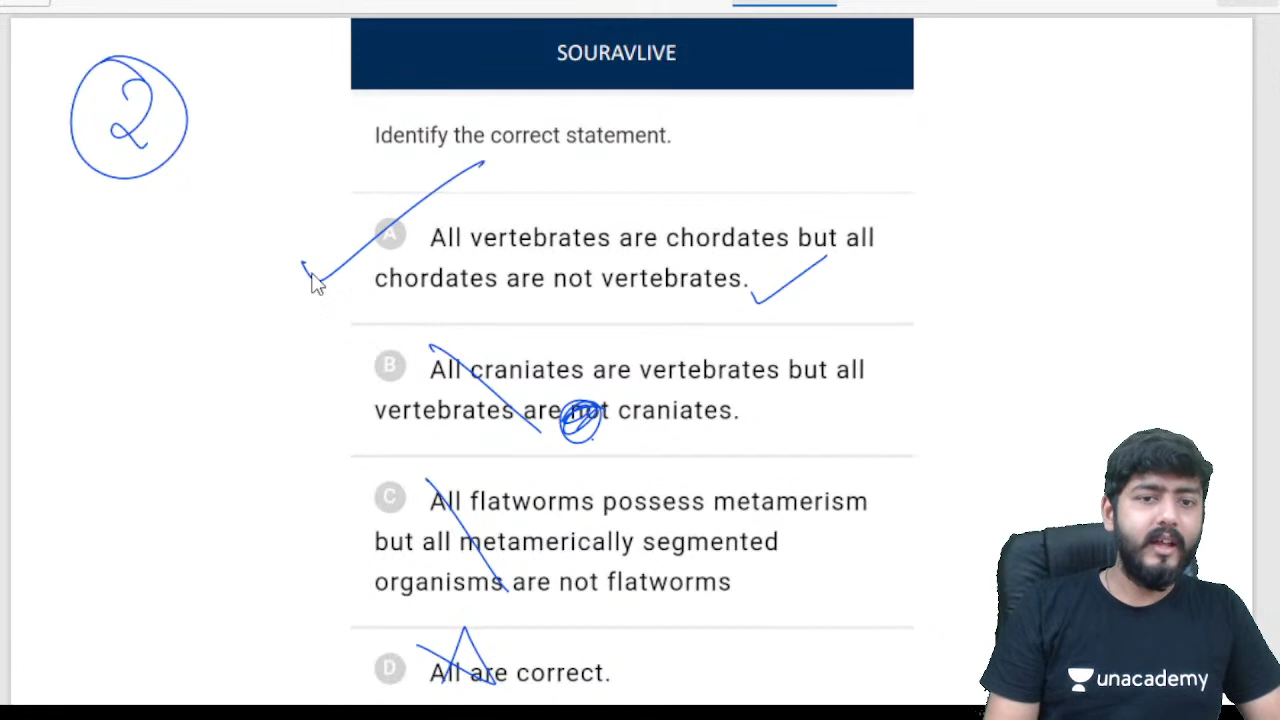 SOURAVLIVE
2
Identify the correct statement.
A All vertebrates are chordates but all
chordates are not vertebrates.
B All craniates are vertebrates but all
vertebrates are not craniates.
C All flatworms possess metamerism
but all metamerically segmented
organisms are not flatworms
D All are correct.
unacademy